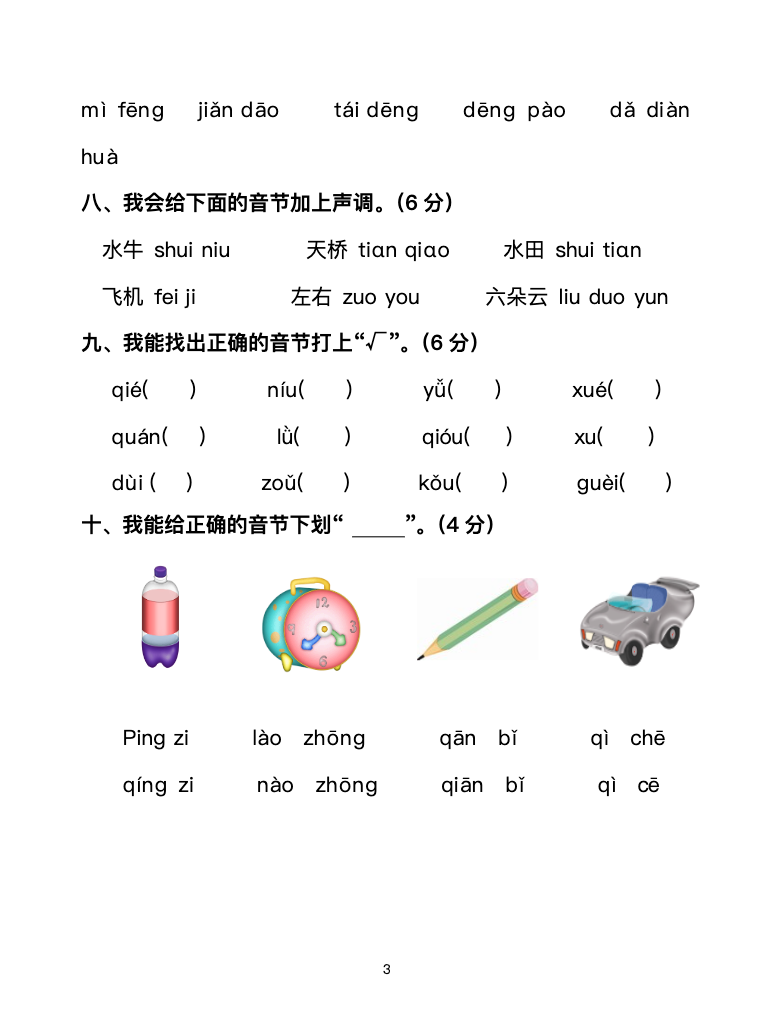 mì fēng jiǎn dāo tái dēng dēng pào dǎ diàn
huà
八、我会给下面的音节加上声调。（6 分）
水牛 shui niu 天桥 tiɑn qiɑo 水田 shui tiɑn
飞机 fei ji 左右 zuo you 六朵云 liu duo yun
九、我能找出正确的音节打上“√”。（6 分）
qié( ) níu( ) yǚ( ) xué( )
quán( ) lǜ( ) qióu( ) xu( )
dùi ( ) zoǔ( ) kǒu( ) guèi( )
十、我能给正确的音节下划“ _____”。（4 分）
12
3
6
9
Ping zi lào zhōng qān bǐ qì chē
qíng zi nào zhōng qiān bǐ qì cē
3